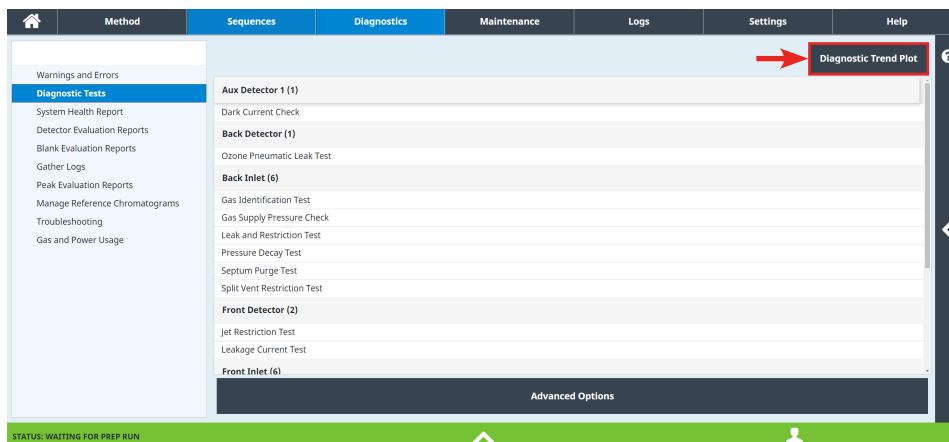 Method Sequences Diagnostics Maintenance Logs Settings Help
Diagnostic Trend Plot
Warnings and Errors
Diagnostic Tests
System Health Report
Detector Evaluation Reports
Blank Evaluation Reports
Gather Logs
Peak Evaluation Reports
Manage Reference Chromatograms
Troubleshooting
Gas and Power Usage
Aux Detector 1 (1)
Dark Current Check
Back Detector (1)
Ozone Pneumatic Leak Test
Back Inlet (6)
Gas Identification Test
Gas Supply Pressure Check
Leak and Restriction Test
Pressure Decay Test
Septum Purge Test
Split Vent Restriction Test
Front Detector (2)
Jet Restriction Test
Leakage Current Test
Front Inlet (6)
Advanced Options
STATUS: WAITING FOR PREP RUN